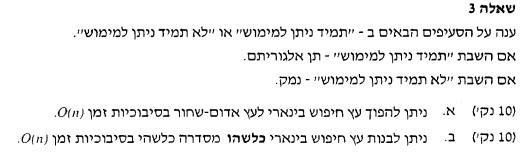 שאלה 3
ענה על הסעיפים הבאים ב - "תמיד ניתן למימוש" או "לא תמיד ניתן למימוש".
אם השבת "תמיד ניתן למימוש" - תן אלגוריתם.
אם השבת "לא תמיד ניתן למימוש" - נמק.
(10 נק') א. ניתן להפוך עץ חיפוש בינארי לעץ אדום-שחור בסיבוכיות זמן O(n).
(10 נק') ב. ניתן לבנות עץ חיפוש בינארי כלשהו מסדרה כלשהי בסיבוכיות זמן O(n).